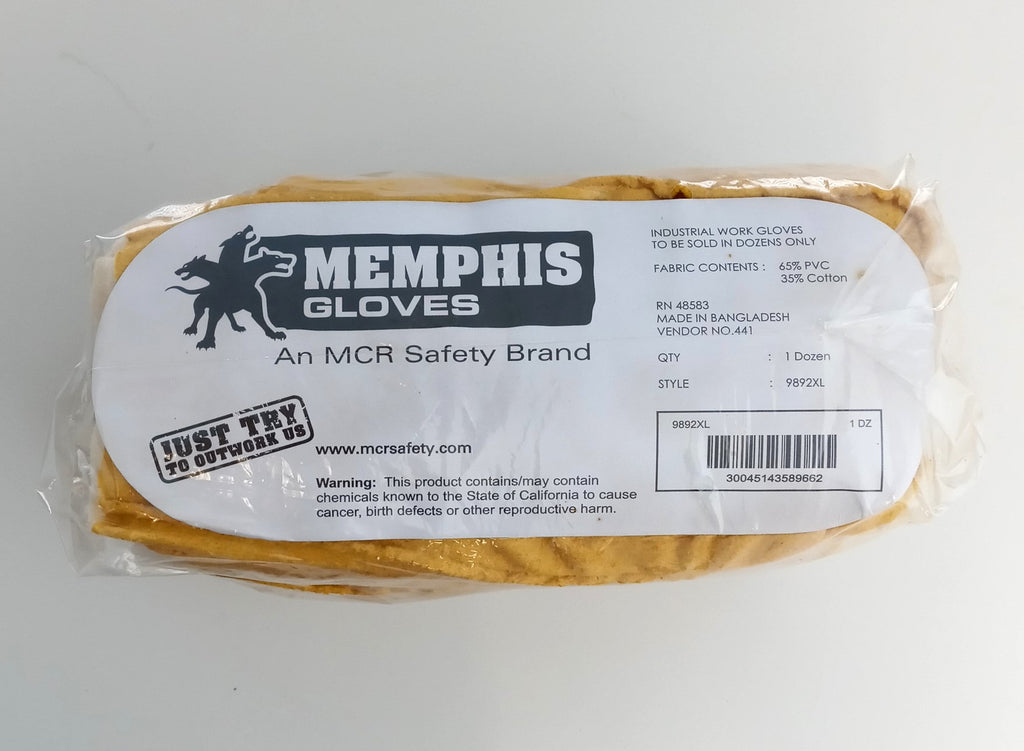 MEMPHIS
GLOVES
An MCR Safety Brand
JUST TRY
TO OUTWORK US
www.mcrsafety.com
Warning: This product contains/may contain
chemicals known to the State of California to cause
cancer, birth defects or other reproductive harm.
INDUSTRIAL WORK GLOVES
TO BE SOLD IN DOZENS ONLY
FABRIC CONTENTS : 65% PVC
35% Cotton
RN 48583
MADE IN BANGLADESH
VENDOR NO.441
QTY : 1 Dozen
STYLE : 9892XL
9892XL 1 DZ
30045143589662